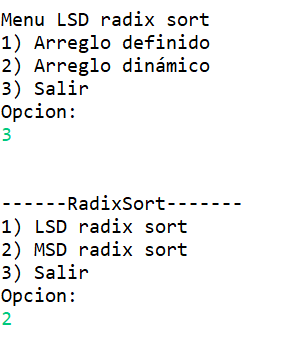 Menu LSD radix sort
1) Arreglo definido
2) Arreglo dinámico
3) Salir
Opcion:
3
------RadixSort-------
1) LSD radix sort
2) MSD radix sort
3) Salir
Opcion:
2